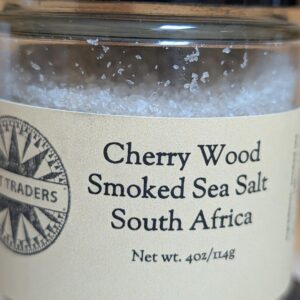 TRADERS
Cherry Wood
Smoked Sea Salt
South Africa
Net wt. 4oz/114g